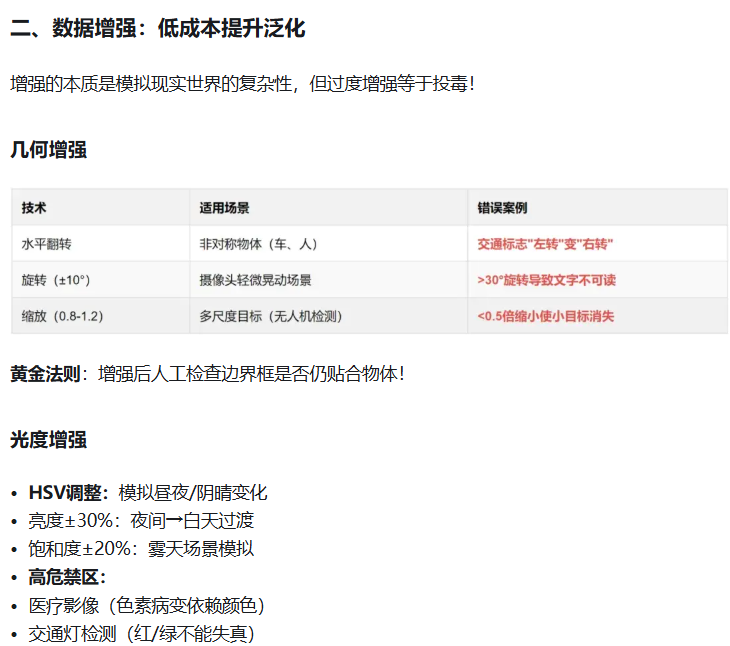 二、数据增强：低成本提升泛化
增强的本质是模拟现实世界的复杂性，但过度增强等于投毒！
几何增强
技术 适用场景 错误案例
水平翻转 非对称物体（车、人） 交通标志"左转"变"右转"
旋转（±10°） 摄像头轻微晃动场景 >30°旋转导致文字不可读
缩放（0.8-1.2） 多尺度目标（无人机检测） <0.5倍缩小使小目标消失
黄金法则：增强后人工检查边界框是否仍贴合物体！
光度增强
• HSV调整：模拟昼夜/阴晴变化
• 亮度±30%：夜间→白天过渡
• 饱和度±20%：雾天场景模拟
• 高危禁区：
• 医疗影像（色素病变依赖颜色）
• 交通灯检测（红/绿不能失真）